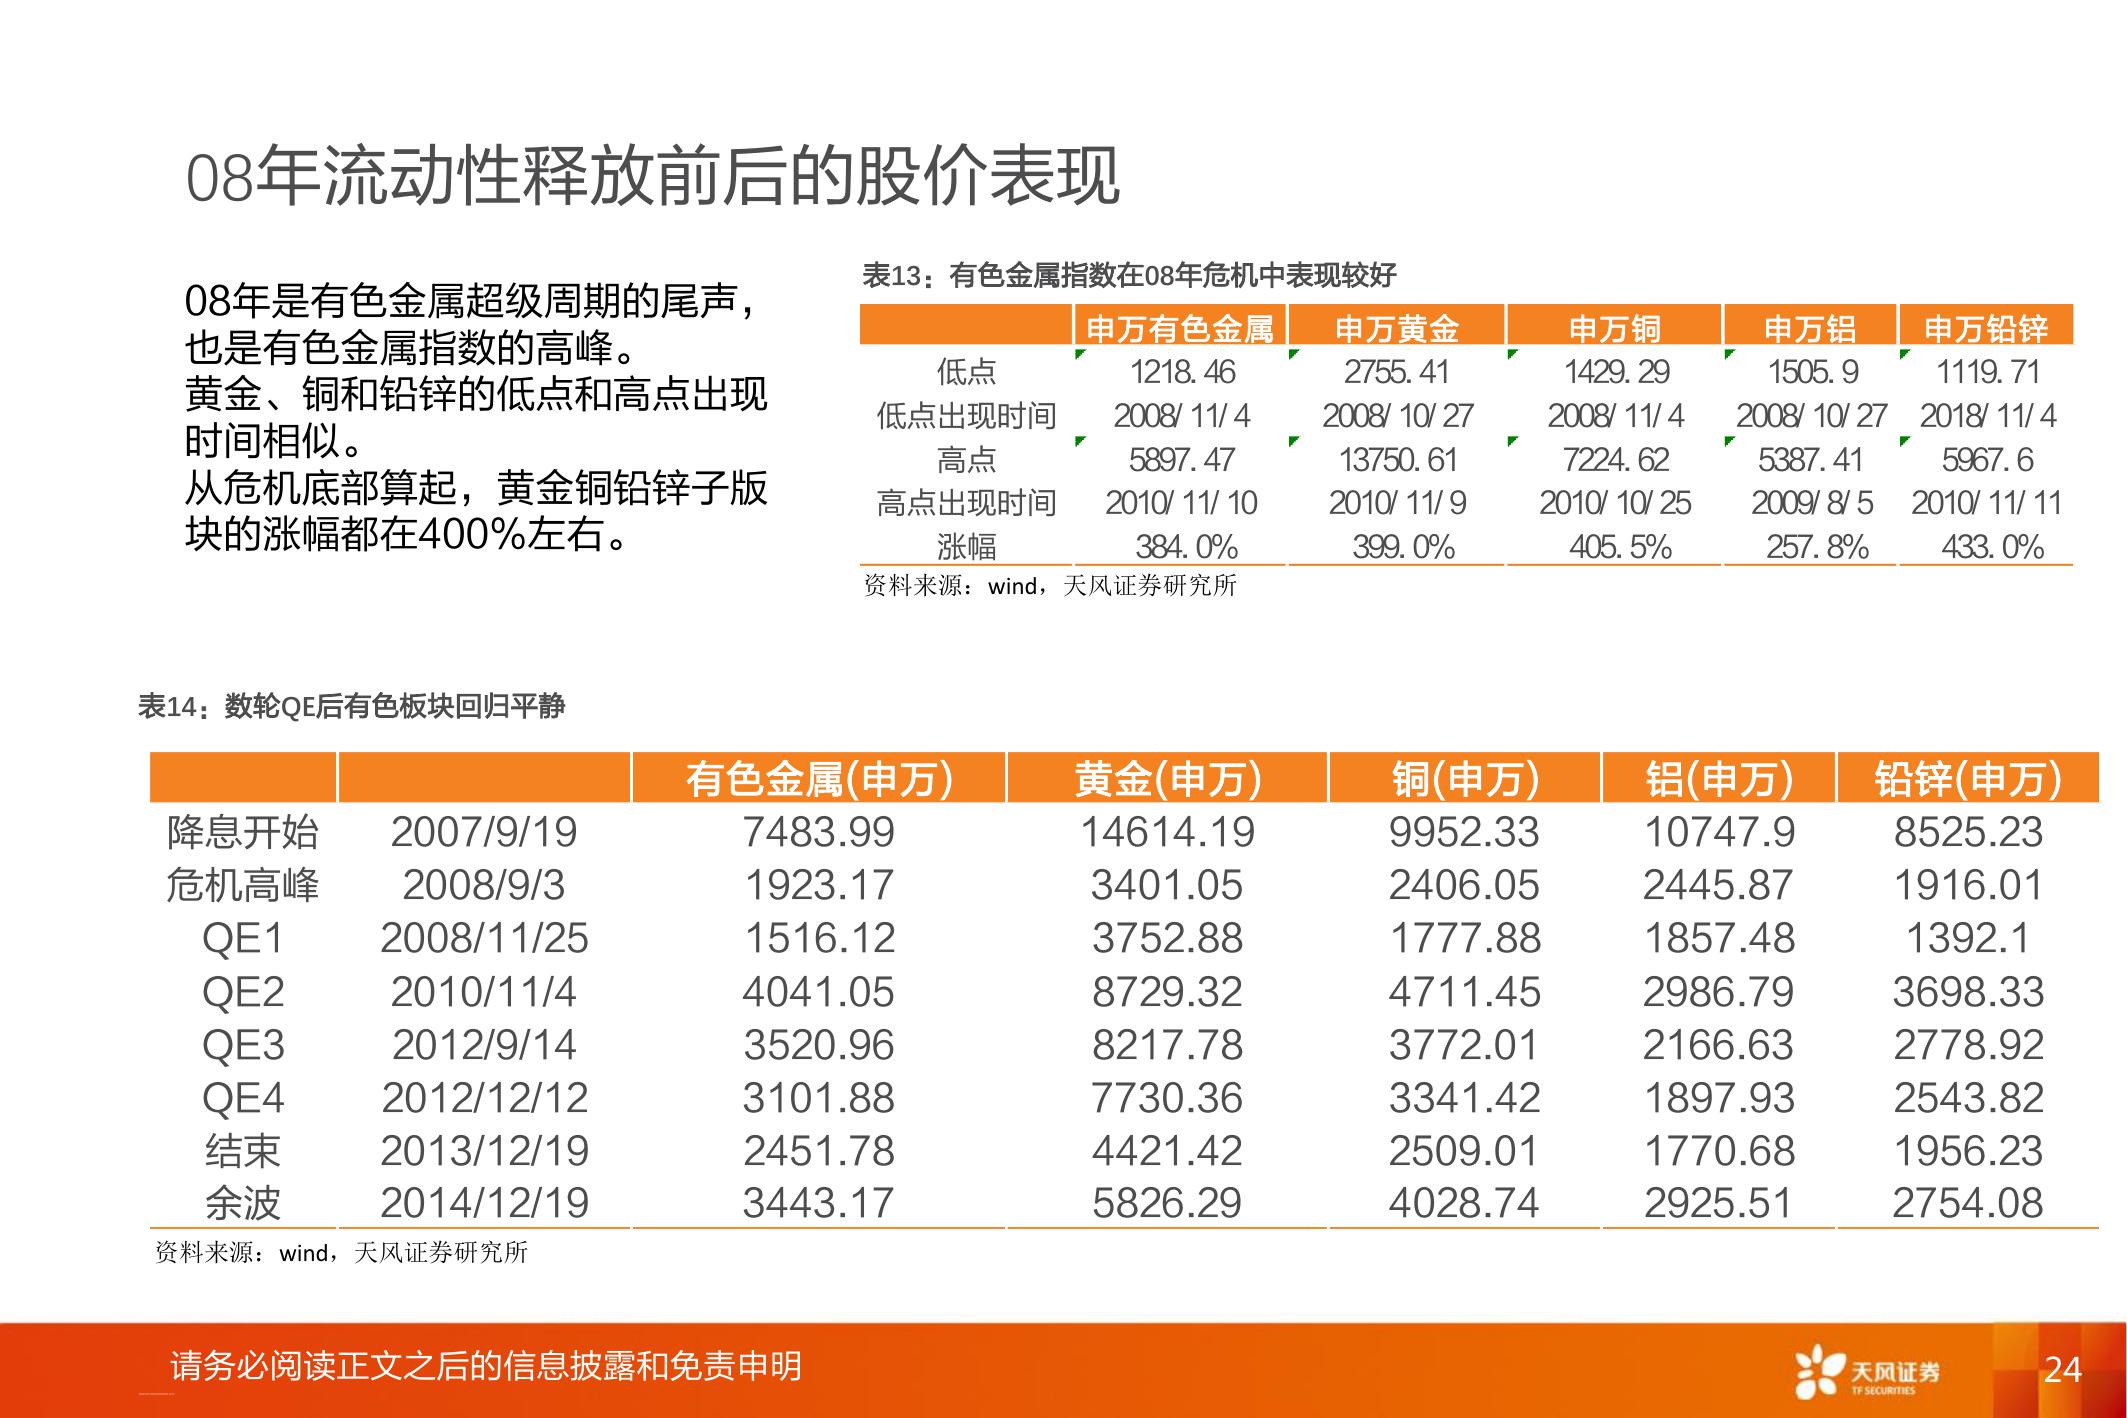 08年流动性释放前后的股价表现
08年是有色金属超级周期的尾声，
也是有色金属指数的高峰。
黄金、铜和铅锌的低点和高点出现
时间相似。
从危机底部算起，黄金铜铅锌子版
块的涨幅都在400%左右。
表13：有色金属指数在08年危机中表现较好
申万有色金属 申万黄金 申万铜 申万铝 申万铅锌
低点 1218.46 2755.41 1429.29 1505.9 1119.71
低点出现时间 2008/11/4 2008/10/27 2008/11/4 2008/10/27 2018/11/4
高点 5897.47 13750.61 7224.62 5387.41 5967.6
高点出现时间 2010/11/10 2010/11/9 2010/10/25 2009/8/5 2010/11/11
涨幅 384.0% 399.0% 405.5% 257.8% 433.0%
资料来源：wind，天风证券研究所
表14：数轮QE后有色板块回归平静
有色金属(申万) 黄金(申万) 铜(申万) 铝(申万) 铅锌(申万)
降息开始 2007/9/19 7483.99 14614.19 9952.33 10747.9 8525.23
危机高峰 2008/9/3 1923.17 3401.05 2406.05 2445.87 1916.01
QE1 2008/11/25 1516.12 3752.88 1777.88 1857.48 1392.1
QE2 2010/11/4 4041.05 8729.32 4711.45 2986.79 3698.33
QE3 2012/9/14 3520.96 8217.78 3772.01 2166.63 2778.92
QE4 2012/12/12 3101.88 7730.36 3341.42 1897.93 2543.82
结束 2013/12/19 2451.78 4421.42 2509.01 1770.68 1956.23
余波 2014/12/19 3443.17 5826.29 4028.74 2925.51 2754.08
资料来源：wind，天风证券研究所
请务必阅读正文之后的信息披露和免责申明
天风证券
TF SECURITIES
24